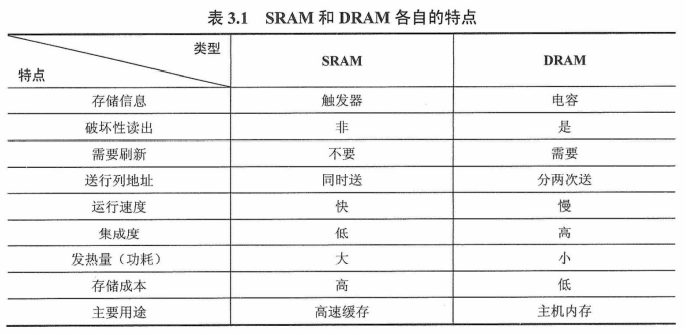 表 3.1 SRAM 和 DRAM 各自的特点
类型
特点 SRAM DRAM
存储信息 触发器 电容
破坏性读出 非 是
需要刷新 不要 需要
送行列地址 同时送 分两次送
运行速度 快 慢
集成度 低 高
发热量（功耗） 大 小
存储成本 高 低
主要用途 高速缓存 主机内存